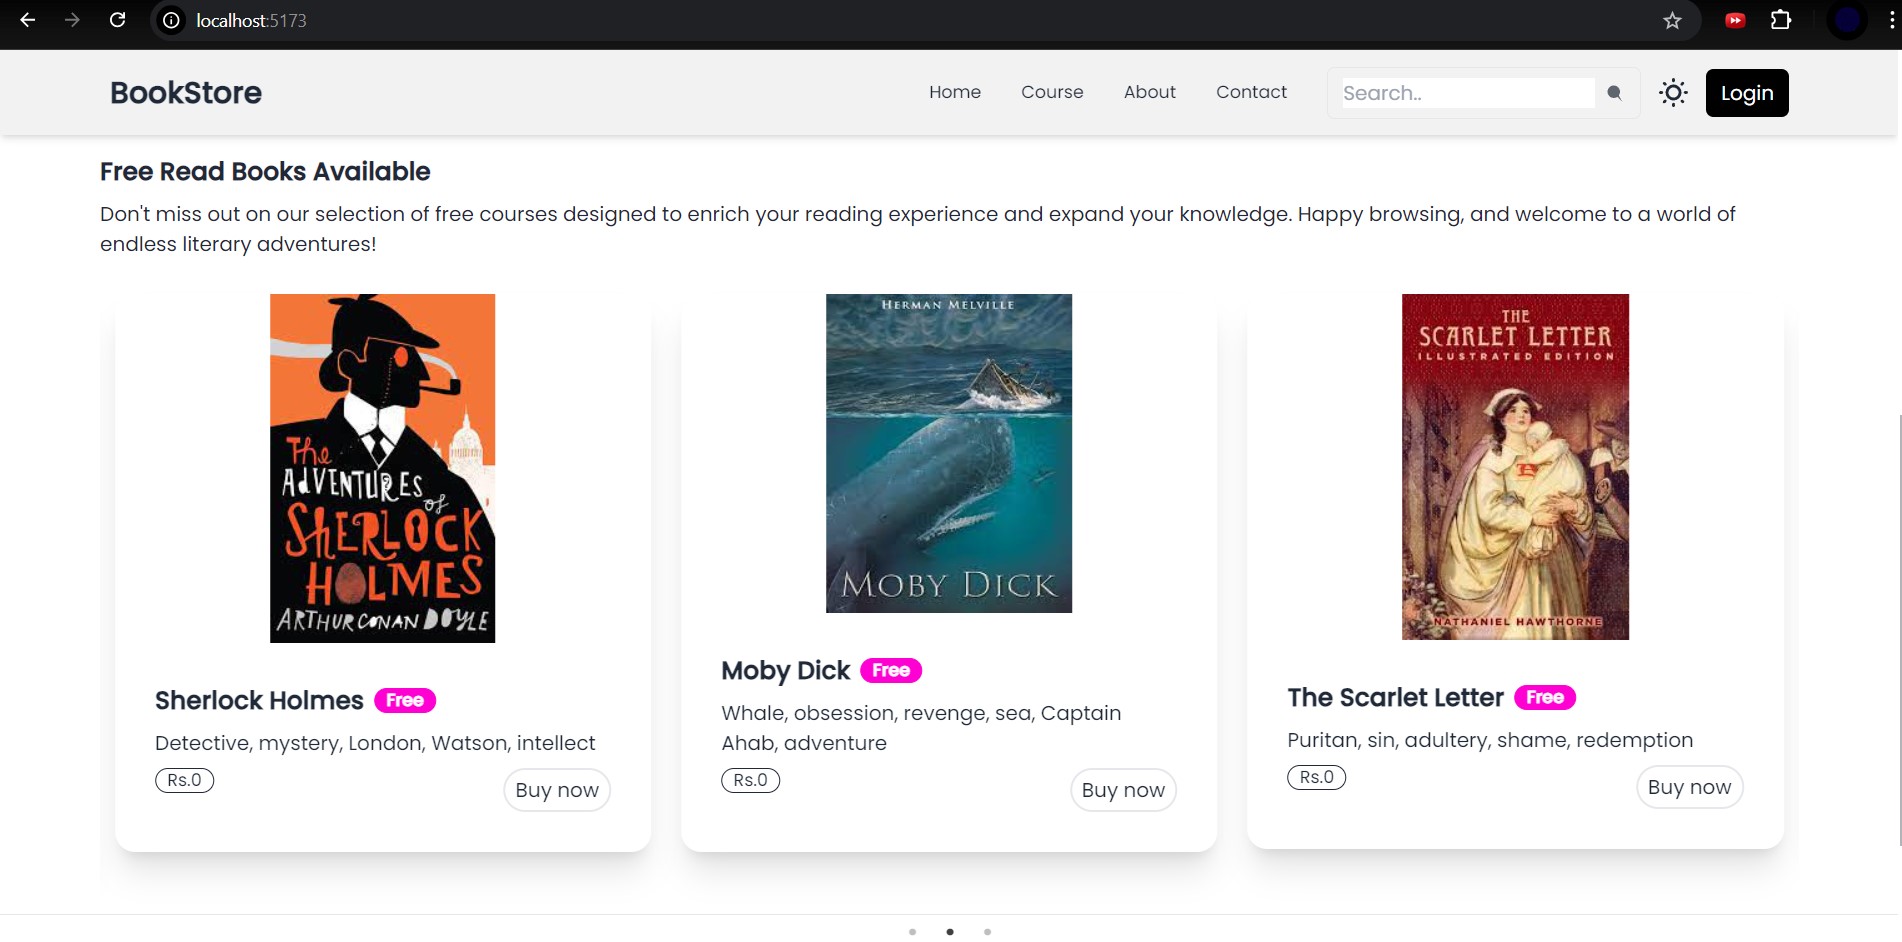 localhost:5173
BookStore
Home
Course
About
Contact
Search..
Login
Free Read Books Available
Don't miss out on our selection of free courses designed to enrich your reading experience and expand your knowledge. Happy browsing, and welcome to a world of
endless literary adventures!
The
ADVENTURES
of
SHERLOCK
HOLMES
ARTHUR CONAN DOYLE
Sherlock Holmes Free
Detective, mystery, London, Watson, intellect
Rs.0
Buy now
HERMAN MELVILLE
MOBY DICK
Moby Dick Free
Whale, obsession, revenge, sea, Captain
Ahab, adventure
Rs.0
Buy now
THE
SCARLET LETTER
ILLUSTRATED EDITION
A
NATHANIEL HAWTHORNE
The Scarlet Letter Free
Puritan, sin, adultery, shame, redemption
Rs.0
Buy now